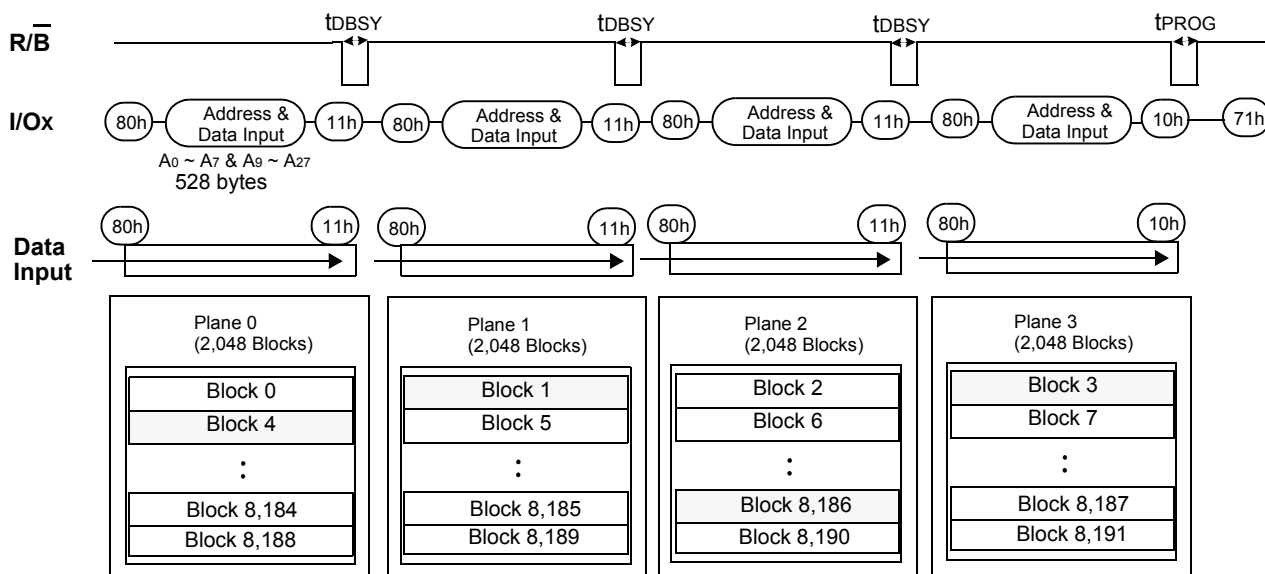 tDBSY tDBSY tDBSY tPROG
R/B
I/Ox 80h Address & Data Input 11h 80h Address & Data Input 11h 80h Address & Data Input 11h 80h Address & Data Input 10h 71h
A0 ~ A7 & A9 ~ A27
528 bytes
80h 11h 80h 11h 80h 11h 80h 10h
Data
Input
Plane 0
(2,048 Blocks)
Block 0
Block 4
:
Block 8,184
Block 8,188
Plane 1
(2,048 Blocks)
Block 1
Block 5
:
Block 8,185
Block 8,189
Plane 2
(2,048 Blocks)
Block 2
Block 6
:
Block 8,186
Block 8,190
Plane 3
(2,048 Blocks)
Block 3
Block 7
:
Block 8,187
Block 8,191